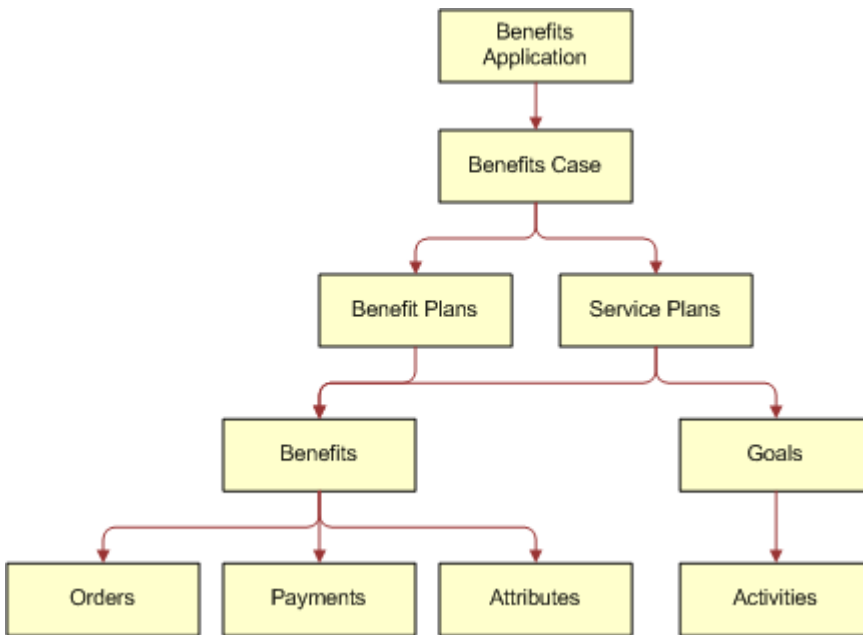 Benefits
Application
Benefits Case
Benefit Plans
Service Plans
Benefits
Goals
Orders
Payments
Attributes
Activities